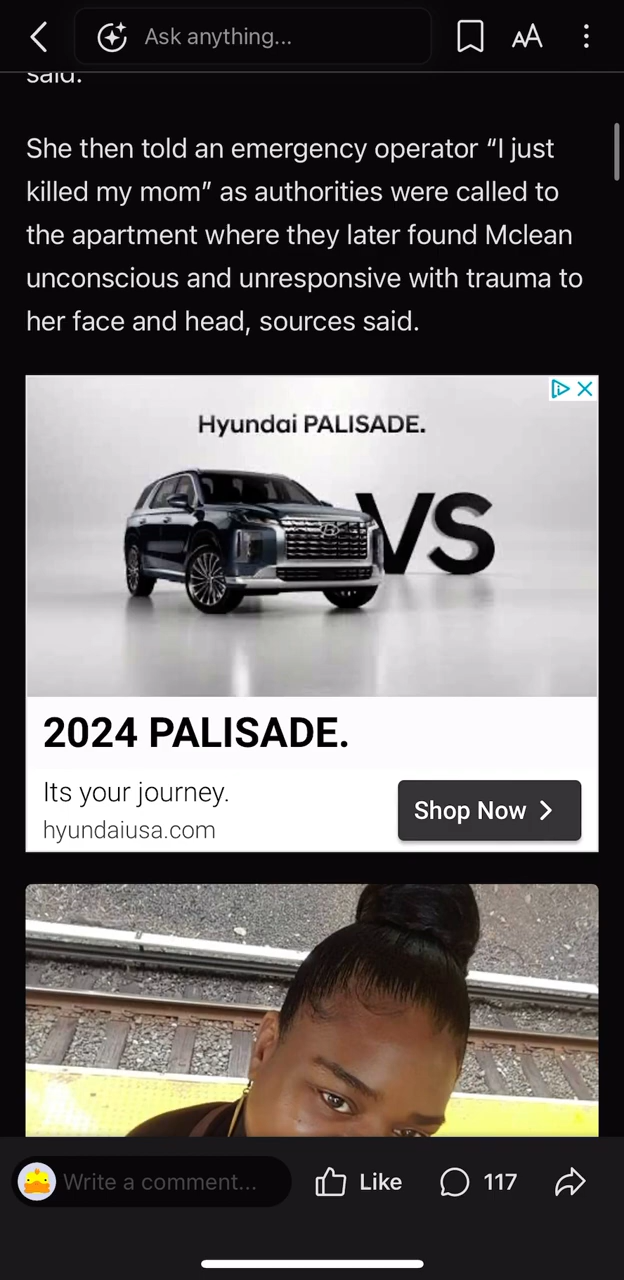 Ask anything...
AA
said.
She then told an emergency operator “I just
killed my mom” as authorities were called to
the apartment where they later found Mclean
unconscious and unresponsive with trauma to
her face and head, sources said.
Hyundai PALISADE.
VS
2024 PALISADE.
Its your journey.
hyundaiusa.com
Shop Now
Write a comment...
Like
117